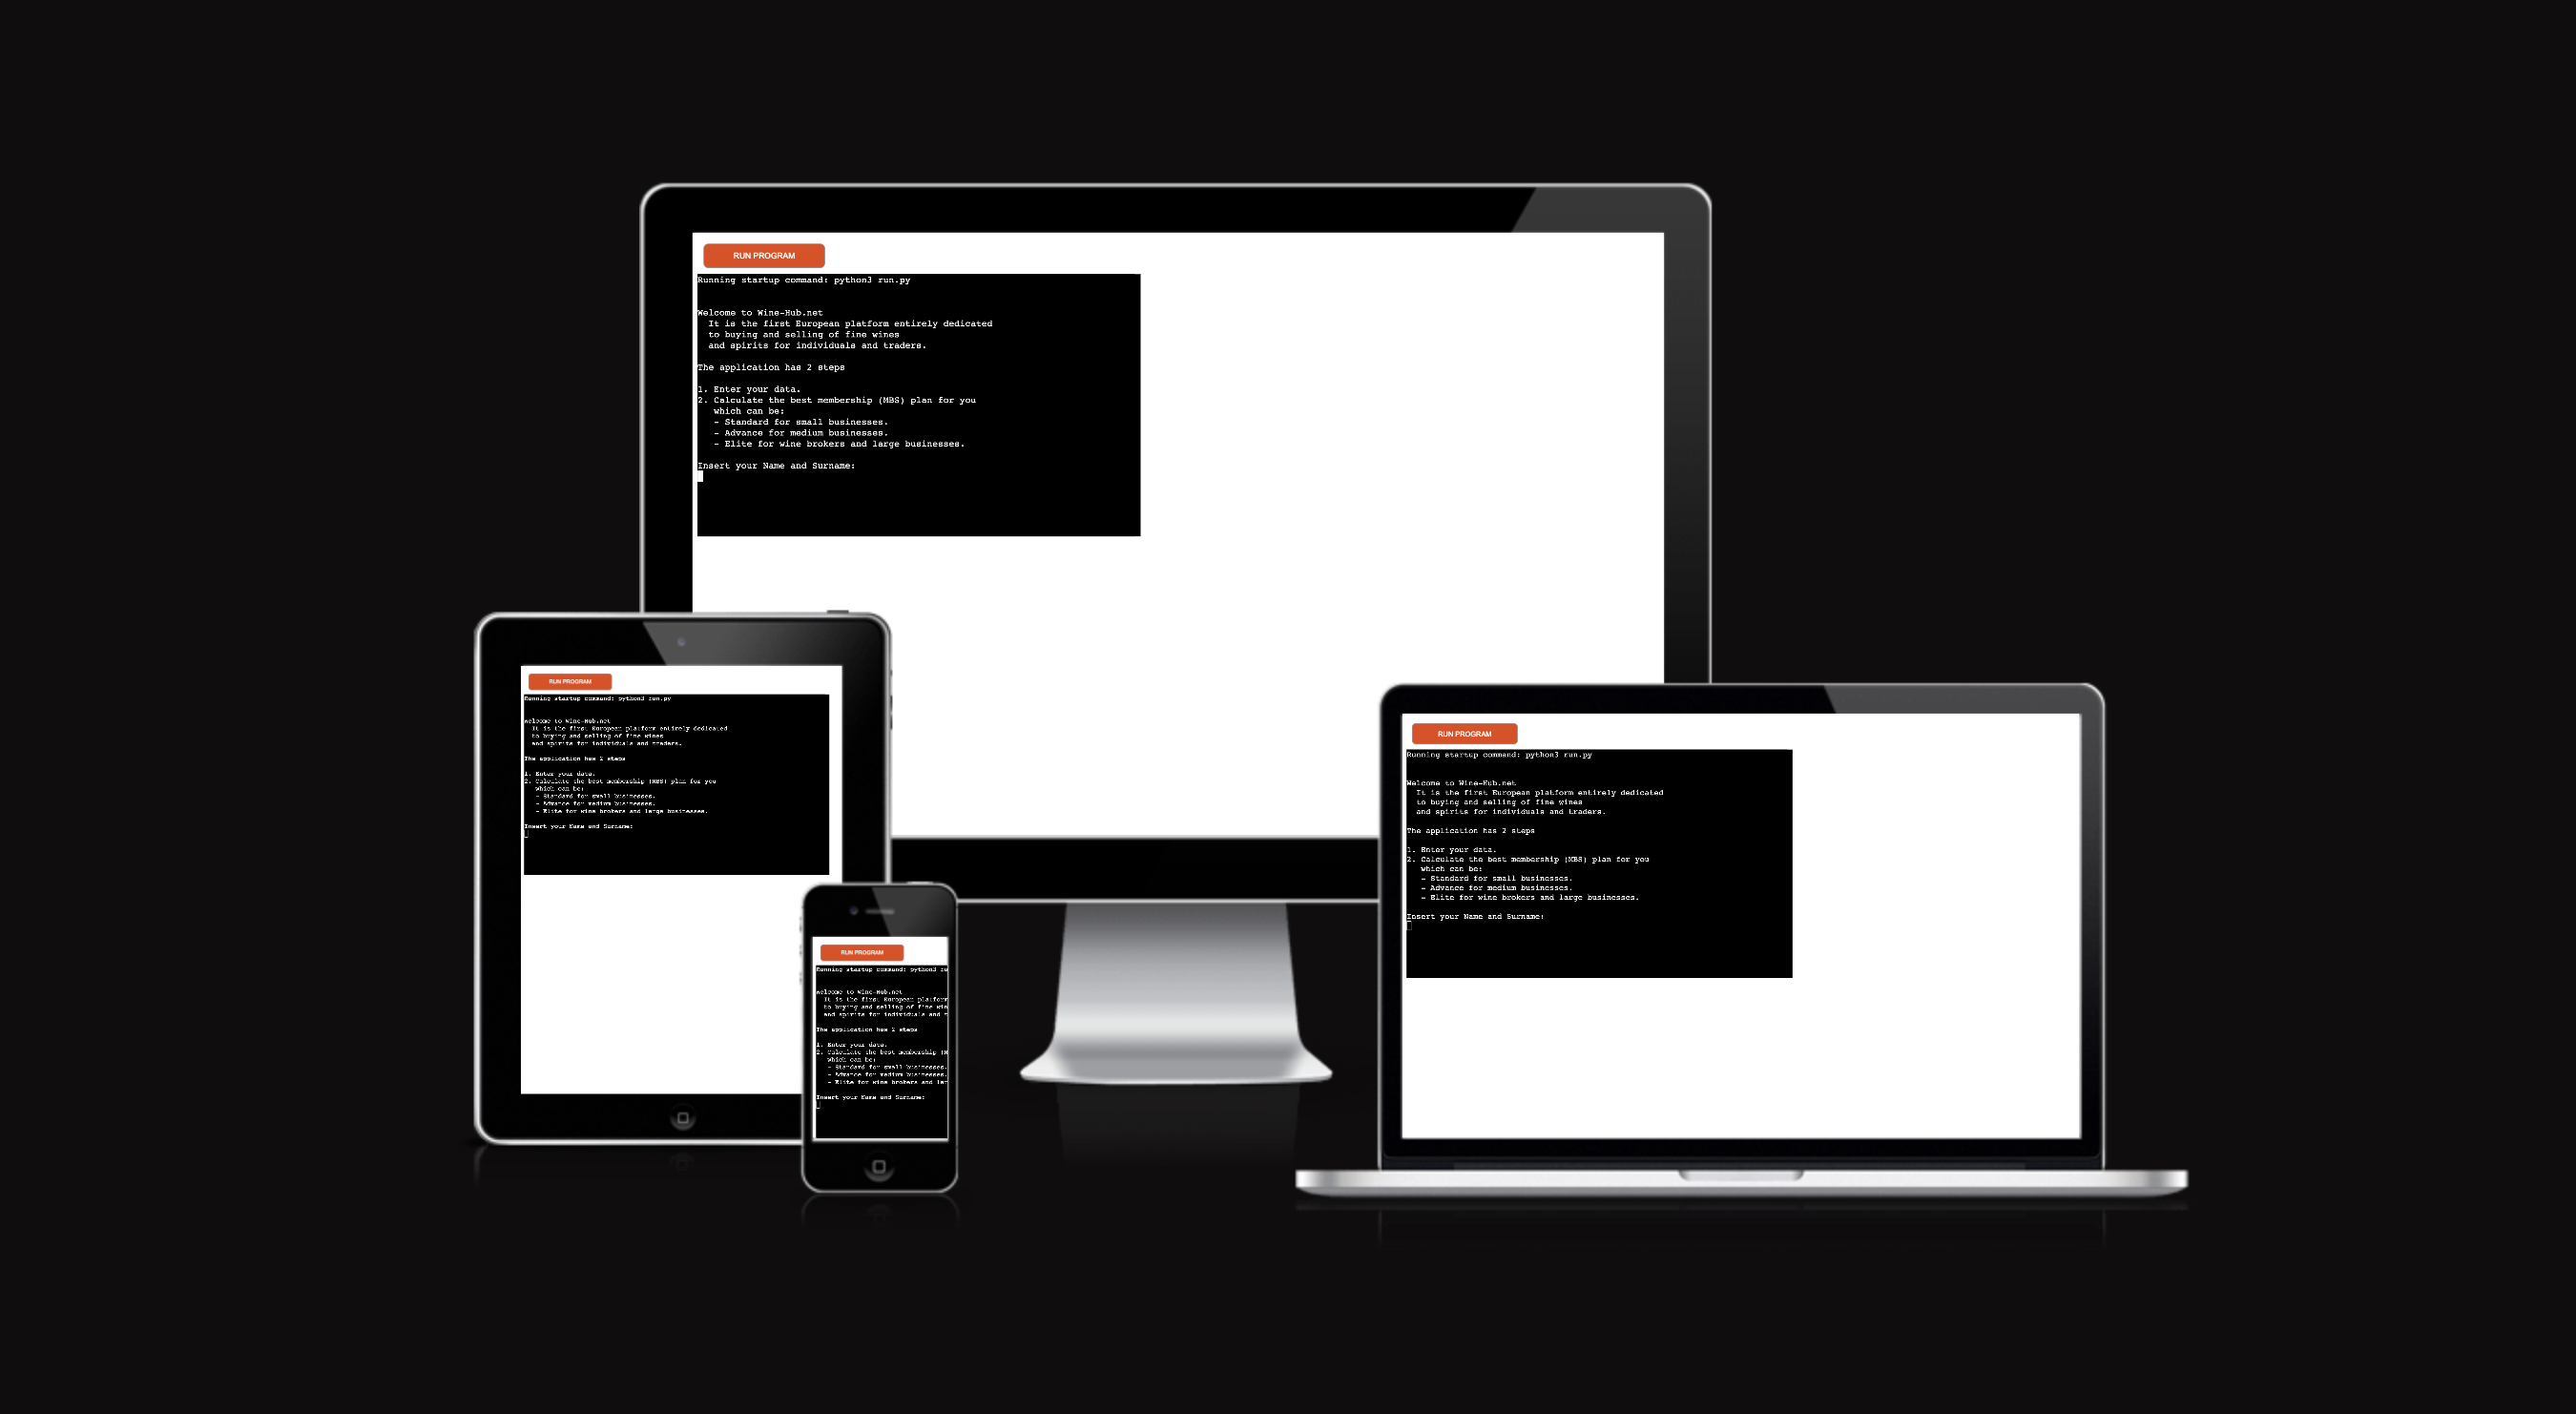 RUN PROGRAM
Running startup command: python3 run.py
Welcome to Wine-Hub.net
It is the first European platform entirely dedicated
to buying and selling of fine wines
and spirits for individuals and traders.
The application has 2 steps
1. Enter your data.
2. Calculate the best membership (MBS) plan for you
which can be:
- Standard for small businesses.
- Advance for medium businesses.
- Elite for wine brokers and large businesses.
Insert your Name and Surname:
RUN PROGRAM
Running startup command: python3 run.py
Welcome to Wine-Hub.net
It is the first European platform entirely dedicated
to buying and selling of fine wines
and spirits for individuals and traders.
The application has 2 steps
1. Enter your data.
2. Calculate the best membership (MBS) plan for you
which can be:
- Standard for small businesses.
- Advance for medium businesses.
- Elite for wine brokers and large businesses.
Insert your Name and Surname:
RUN PROGRAM
Running startup command: python3 run.py
Welcome to Wine-Hub.net
It is the first European platform entirely dedicated
to buying and selling of fine wines
and spirits for individuals and traders.
The application has 2 steps
1. Enter your data.
2. Calculate the best membership (MBS) plan for you
which can be:
- Standard for small businesses.
- Advance for medium businesses.
- Elite for wine brokers and large businesses.
Insert your Name and Surname:
RUN PROGRAM
Running startup command: python3 ru
Welcome to Wine-Hub.net
It is the first European platform
to buying and selling of fine win
and spirits for individuals and
The application has 2 steps
1. Enter your data.
2. Calculate the best membership (M
which can be:
- Standard for small businesses.
- Advance for medium businesses.
- Elite for wine brokers and lar
Insert your Name and Surname: